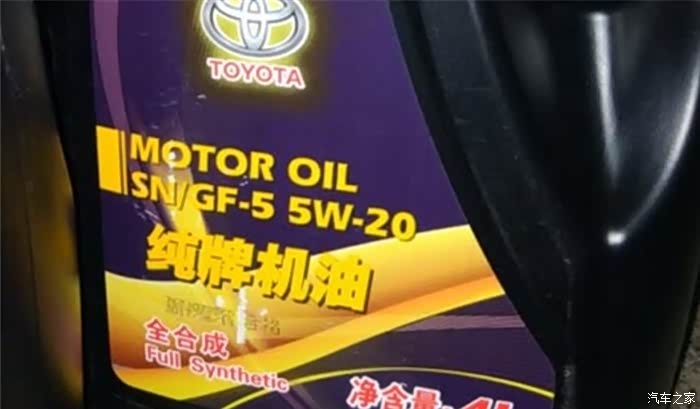 TOYOTA
MOTOR OIL
SN/GF-5 5W-20
纯牌机油
全合成
Full Synthetic
净含量:
汽车之家